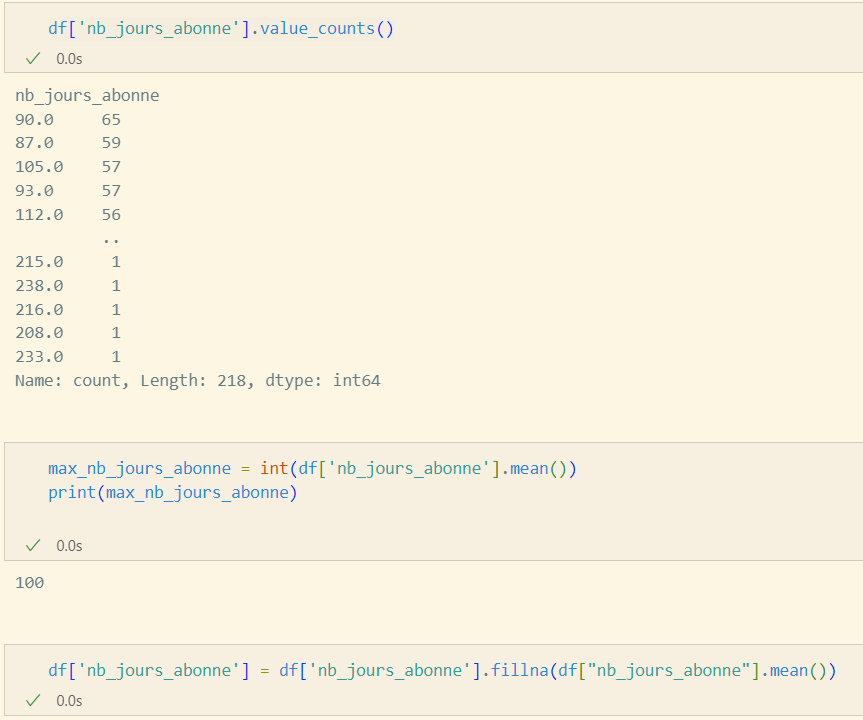 df['nb_jours_abonne'].value_counts()
✓ 0.0s
nb_jours_abonne
90.0 65
87.0 59
105.0 57
93.0 57
112.0 56
..
215.0 1
238.0 1
216.0 1
208.0 1
233.0 1
Name: count, Length: 218, dtype: int64
max_nb_jours_abonne = int(df['nb_jours_abonne'].mean())
print(max_nb_jours_abonne)
✓ 0.0s
100
df['nb_jours_abonne'] = df['nb_jours_abonne'].fillna(df["nb_jours_abonne"].mean())
✓ 0.0s